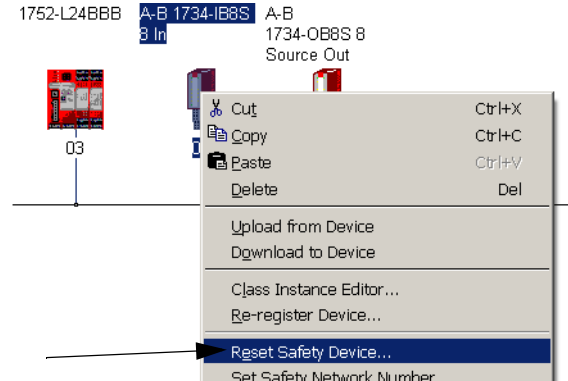 1752-L24BBB
A-B 1734-IB8S
A-B
8 In
1734-OB8S 8
Source Out
03
Cut Ctrl+X
Copy Ctrl+C
Paste Ctrl+V
Delete Del
Upload from Device
Download to Device
Class Instance Editor...
Re-register Device...
Reset Safety Device...
Set Safety Network Number